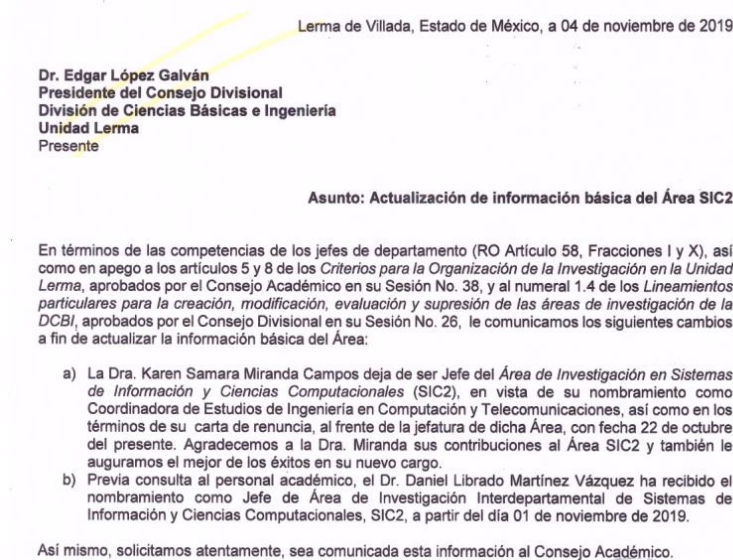 Lerma de Villada, Estado de México, a 04 de noviembre de 2019
Dr. Edgar López Galván
Presidente del Consejo Divisional
División de Ciencias Básicas e Ingeniería
Unidad Lerma
Presente
Asunto: Actualización de información básica del Área SIC2
En términos de las competencias de los jefes de departamento (RO Artículo 58, Fracciones I y X), así
como en apego a los artículos 5 y 8 de los Criterios para la Organización de la Investigación en la Unidad
Lerma, aprobados por el Consejo Académico en su Sesión No. 38, y al numeral 1.4 de los Lineamientos
particulares para la creación, modificación, evaluación y supresión de las áreas de investigación de la
DCBI, aprobados por el Consejo Divisional en su Sesión No. 26, le comunicamos los siguientes cambios
a fin de actualizar la información básica del Área:
a) La Dra. Karen Samara Miranda Campos deja de ser Jefe del Área de Investigación en Sistemas
de Información y Ciencias Computacionales (SIC2), en vista de su nombramiento como
Coordinadora de Estudios de Ingeniería en Computación y Telecomunicaciones, así como en los
términos de su carta de renuncia, al frente de la jefatura de dicha Área, con fecha 22 de octubre
del presente. Agradecemos a la Dra. Miranda sus contribuciones al Área SIC2 y también le
auguramos el mejor de los éxitos en su nuevo cargo.
b) Previa consulta al personal académico, el Dr. Daniel Librado Martínez Vázquez ha recibido el
nombramiento como Jefe de Área de Investigación Interdepartamental de Sistemas de
Información y Ciencias Computacionales, SIC2, a partir del día 01 de noviembre de 2019.
Así mismo, solicitamos atentamente, sea comunicada esta información al Consejo Académico.